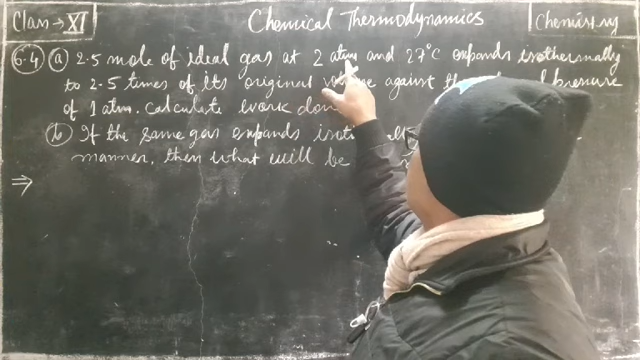 Class → XI
Chemical Thermodynamics
Chemistry
6.4 (a) 2.5 mole of ideal gas at 2 atm and 27°C expands isothermally
to 2.5 times of its original against pressure
of 1 atm. Calculate work
(b) If the same gas expands
manner, then what will be
⇒